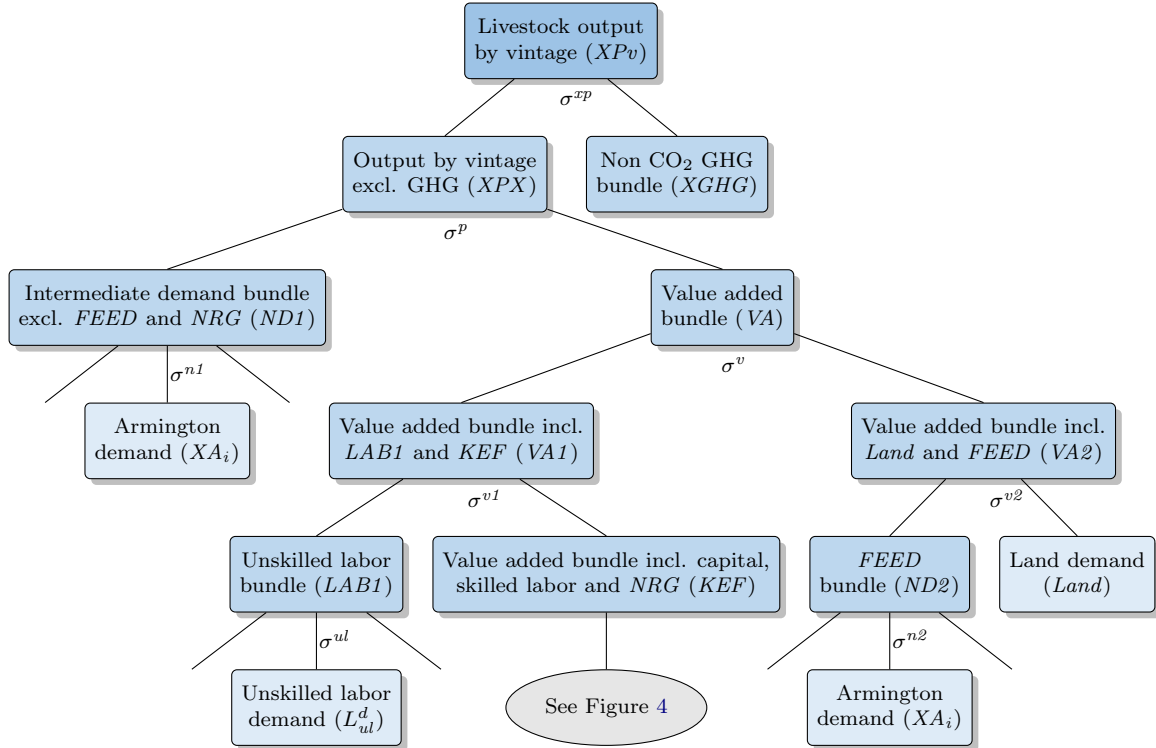 Livestock output
by vintage (XPv)
σ^xp
Output by vintage
excl. GHG (XPX)
Non CO₂ GHG
bundle (XGHG)
σ^p
Intermediate demand bundle
excl. FEED and NRG (ND1)
Value added
bundle (VA)
σ^n1
σ^v
Armington
demand (XA_i)
Value added bundle incl.
LAB1 and KEF (VA1)
Value added bundle incl.
Land and FEED (VA2)
σ^v1
σ^v2
Unskilled labor
bundle (LAB1)
Value added bundle incl. capital,
skilled labor and NRG (KEF)
FEED
bundle (ND2)
Land demand
(Land)
σ^ul
σ^n2
Unskilled labor
demand (L^d_ul)
See Figure 4
Armington
demand (XA_i)